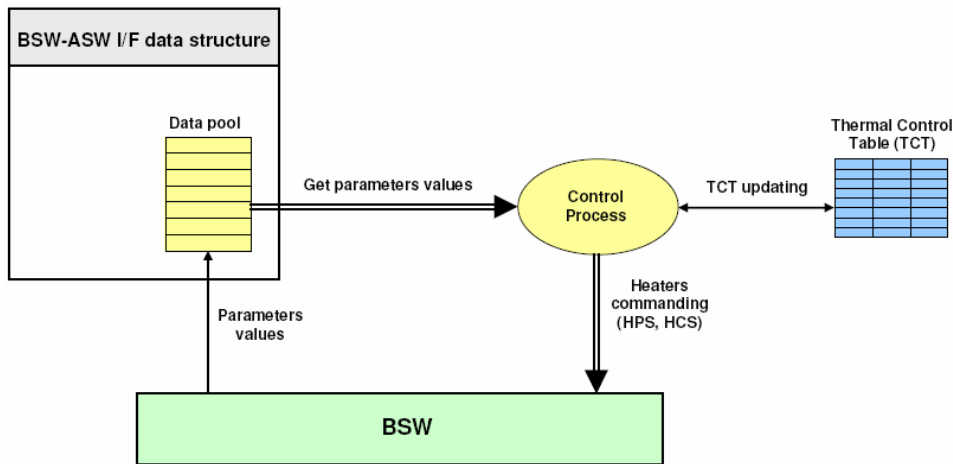 BSW-ASW I/F data structure
Data pool
Get parameters values
Control
Process
TCT updating
Thermal Control
Table (TCT)
Parameters
values
Heaters
commanding
(HPS, HCS)
BSW